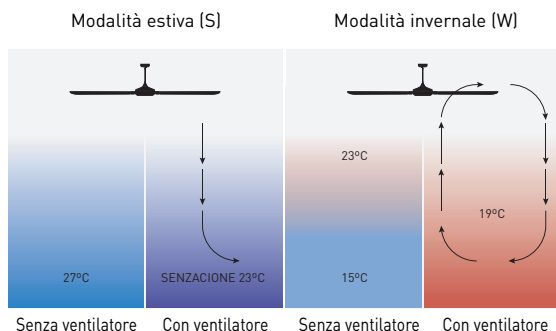 Modalità estiva (S)
Modalità invernale (W)
23ºC
19ºC
27ºC
SENZACIONE 23ºC
15ºC
Senza ventilatore
Con ventilatore
Senza ventilatore
Con ventilatore